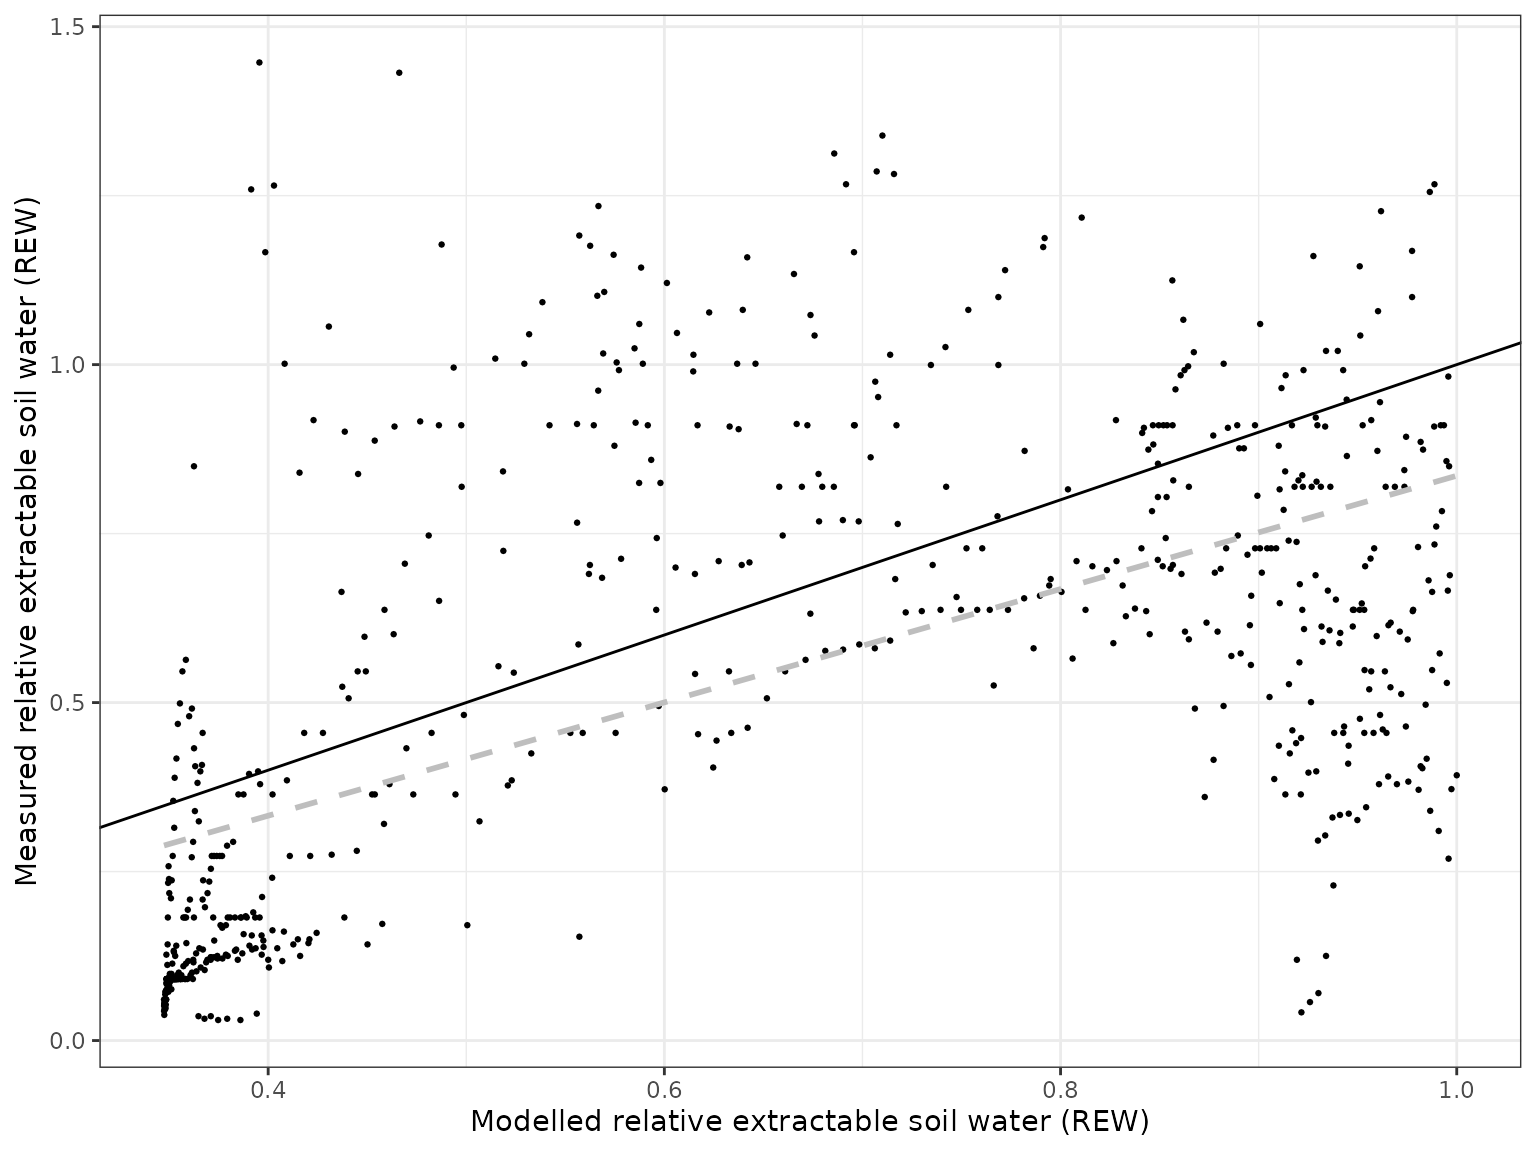 1.5
1.0
0.5
0.0
Measured relative extractable soil water (REW)
0.4 0.6 0.8 1.0
Modelled relative extractable soil water (REW)